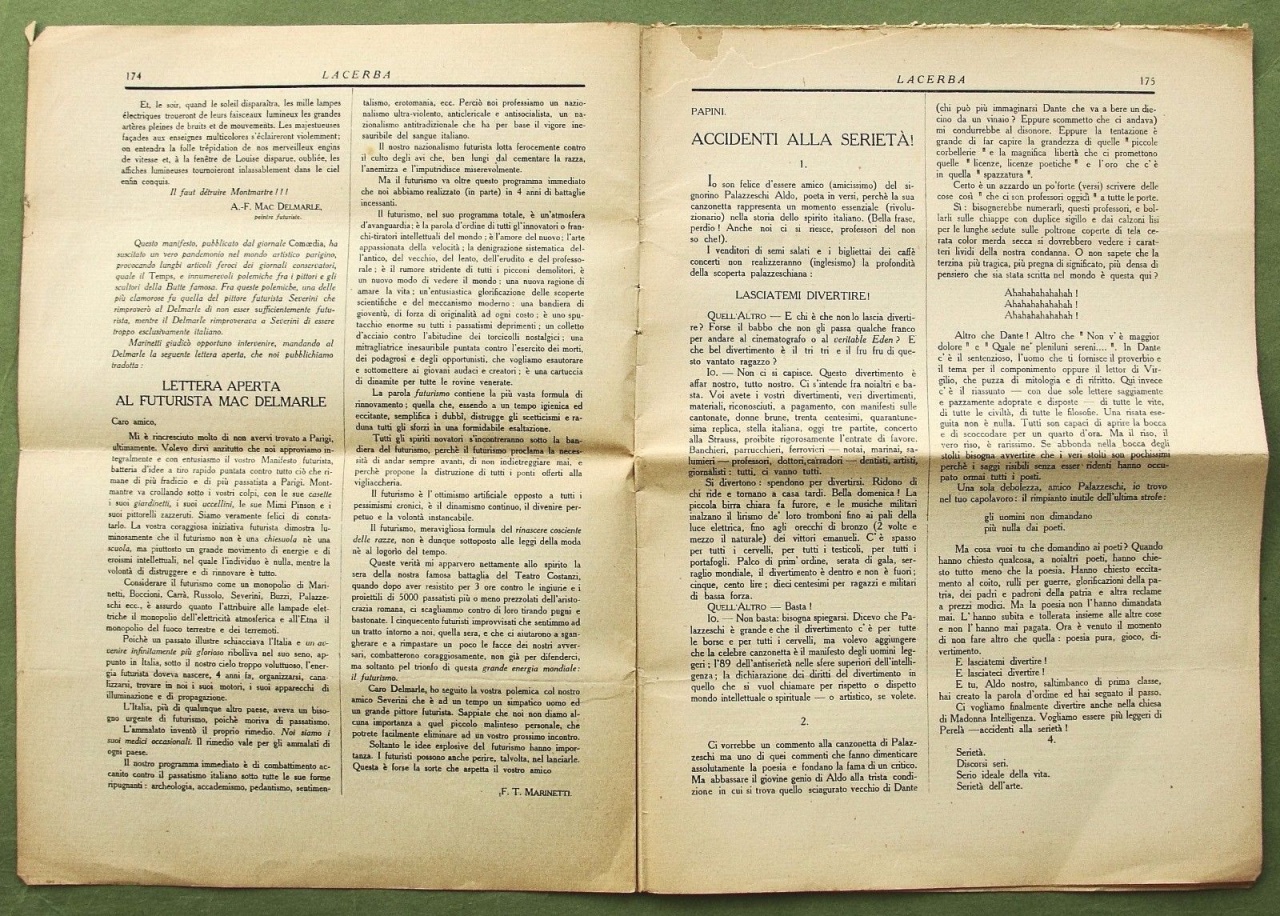 174
LACERBA
Et, le soir, quand le soleil disparaîtra, les mille lampes
électriques troueront de leurs faisceaux lumineux les grandes
artères pleines de bruits et de mouvements. Les majestueuses
façades aux enseignes multicolores s'éclaireront violemment;
on entendra la folle trépidation de nos merveilleux engins
de vitesse et, à la fenêtre de Louise disparue, oubliée, les
affiches lumineuses tournoieront inlassablement dans le ciel
enfin conquis.
Il faut détruire Montmartre!!!
A.-F. MAC DELMARLE,
peintre futuriste.
Questo manifesto, pubblicato dal giornale Comœdia, ha
suscitato un vero pandemonio nel mondo artistico parigino,
provocando lunghi articoli feroci dei giornali conservatori,
quale il Temps, e innumerevoli polemiche fra i pittori e gli
scultori della Butte famosa. Fra queste polemiche, una delle
più clamorose fu quella del pittore futurista Severini che
rimproverò al Delmarle di non esser sufficientemente futu-
rista, mentre il Delmarle rimproverava a Severini di essere
troppo esclusivamente italiano.
Marinetti giudicò opportuno intervenire, mandando al
Delmarle la seguente lettera aperta, che noi pubblichiamo
tradotta:
LETTERA APERTA
AL FUTURISTA MAC DELMARLE
Caro amico,
Mi è rincresciuto molto di non avervi trovato a Parigi,
ultimamente. Volevo dirvi anzitutto che noi approviamo in-
tegralmente e con entusiasmo il vostro Manifesto futurista,
batteria d'idee a tiro rapido puntata contro tutto ciò che ri-
mane di più fradicio e di più passatista a Parigi. Mont-
mantre va crollando sotto i vostri colpi, con le sue casette
i suoi giardinetti, i suoi uccellini, le sue Mimi Pinson e i
suoi pittorelli zazzeruti. Siamo veramente felici di consta-
tarlo. La vostra coraggiosa iniziativa futurista dimostra lu-
minosamente che il futurismo non è una chiesuola nè una
scuola, ma piuttosto un grande movimento di energie e di
eroismi intellettuali, nel quale l'individuo è nulla, mentre la
volontà di distruggere e di rinnovare è tutto.
Considerare il futurismo come un monopolio di Mari-
netti, Boccioni, Carrà, Russolo, Severini, Buzzi, Palazze-
schi ecc., è assurdo quanto l'attribuire alle lampade elet-
triche il monopolio dell'elettricità atmosferica e all'Etna il
monopolio del fuoco terrestre e dei terremoti.
Poichè un passato illustre schiacciava l'Italia e un av-
venire infinitamente più glorioso ribolliva nel suo seno, ap-
punto in Italia, sotto il nostro cielo troppo voluttuoso, l'ener-
gia futurista doveva nascere, 4 anni fa, organizzarsi, cana-
lizzarsi, trovare in noi i suoi motori, i suoi apparecchi di
illuminazione e di propagazione.
L'Italia, più di qualunque altro paese, aveva un biso-
gno urgente di futurismo, poichè moriva di passatismo.
L'ammalato inventò il proprio rimedio. Noi siamo i
suoi medici occasionali. Il rimedio vale per gli ammalati di
ogni paese.
Il nostro programma immediato è di combattimento ac-
canito contro il passatismo italiano sotto tutte le sue forme
ripugnanti: archeologia, accademismo, pedantismo, sentimen-
talismo, erotomania, ecc. Perciò noi professiamo un nazio-
nalismo ultra-violento, anticlericale e antisocialista, un na-
zionalismo antitradizionale che ha per base il vigore ine-
sauribile del sangue italiano.
Il nostro nazionalismo futurista lotta ferocemente contro
il culto degli avi che, ben lungi dal cementare la razza,
l'anemizza e l'imputridisce miserevolmente.
Ma il futurismo va oltre questo programma immediato
che noi abbiamo realizzato (in parte) in 4 anni di battaglie
incessanti.
Il futurismo, nel suo programma totale, è un'atmosfera
d'avanguardia; è la parola d'ordine di tutti gl'innovatori o fran-
chi-tiratori intellettuali del mondo; è l'amore del nuovo; l'arte
appassionata della velocità; la denigrazione sistematica del-
l'antico, del vecchio, del lento, dell'erudito e del professo-
rale; è il rumore stridente di tutti i picconi demolitori, è
un nuovo modo di vedere il mondo; una nuova ragione di
amare la vita; un'entusiastica glorificazione delle scoperte
scientifiche e del meccanismo moderno; una bandiera di
gioventù, di forza di originalità ad ogni costo; è uno spu-
tacchio enorme su tutti i passatisti deprimenti; un colletto
d'acciaio contro l'abitudine dei torcicolli nostalgici; una
mitragliatrice inesauribile puntata contro l'esercito dei morti,
dei podagrosi e degli opportunisti, che vogliamo esautorare
e sottomettere ai giovani audaci e creatori; è una cartuccia
di dinamite per tutte le rovine venerate.
La parola futurismo contiene la più vasta formula di
rinnovamento; quella che, essendo a un tempo igienica ed
eccitante, semplifica i dubbî, distrugge gli scetticismi e ra-
duna tutti gli sforzi in una formidabile esaltazione.
Tutti gli spiriti novatori s'incontreranno sotto la ban-
diera del futurismo, perchè il futurismo proclama la neces-
sità di andar sempre avanti, di non indietreggiare mai, e
perchè propone la distruzione di tutti i ponti offerti alla
vigliaccheria.
Il futurismo è l'ottimismo artificiale opposto a tutti i
pessimismi cronici, è il dinamismo continuo, il divenire per-
petuo e la volontà instancabile.
Il futurismo, meravigliosa formula del rinascere cosciente
delle razze, non è dunque sottoposto alle leggi della moda
nè al logorìo del tempo.
Queste verità mi apparvero nettamente allo spirito la
sera della nostra famosa battaglia del Teatro Costanzi,
quando dopo aver resistito per 3 ore contro le ingiurie e i
proiettili di 5000 passatisti più o meno prezzolati dell'aristo-
crazia romana, ci scagliammo contro di loro tirando pugni e
bastonate. I cinquecento futuristi improvvisati che sentimmo ad
un tratto intorno a noi, quella sera, e che ci aiutarono a sgan-
gherare e a rimpastare un poco le facce dei nostri avver-
sari, combatterono coraggiosamente, non già per difenderci,
ma soltanto pel trionfo di questa grande energia mondiale:
il futurismo.
Caro Delmarle, ho seguito la vostra polemica col nostro
amico Severini che è ad un tempo un simpatico uomo ed
un grande pittore futurista. Sappiate che noi non diamo al-
cuna importanza a quel piccolo malinteso personale, che
potrete facilmente eliminare ad un vostro prossimo incontro.
Soltanto le idee esplosive del futurismo hanno impor-
tanza. I futuristi possono anche perire, talvolta, nel lanciarle.
Questa è forse la sorte che aspetta il vostro amico
F. T. MARINETTI.
LACERBA
175
PAPINI.
ACCIDENTI ALLA SERIETÀ!
1.
Io son felice d'essere amico (amicissimo) del si-
gnorino Palazzeschi Aldo, poeta in versi, perchè la sua
canzonetta rappresenta un momento essenziale (rivolu-
zionario) nella storia dello spirito italiano. (Bella frase,
perdio! Anche noi ci si riesce, professori del non
so che!).
I venditori di semi salati e i bigliettai dei caffè
concerti non realizzeranno (inglesismo) la profondità
della scoperta palazzeschiana:
LASCIATEMI DIVERTIRE!
QUELL'ALTRO — E chi è che non lo lascia diverti-
re? Forse il babbo che non gli passa qualche franco
per andare al cinematografo o al veritable Eden? E
che bel divertimento è il tri tri e il fru fru di que-
sto vantato ragazzo?
Io. — Non ci si capisce. Questo divertimento è
affar nostro, tutto nostro. Ci s'intende fra noialtri e ba-
sta. Voi avete i vostri divertimenti, veri divertimenti,
materiali, riconosciuti, a pagamento, con manifesti sulle
cantonate, donne brune, trenta centesimi, quarantune-
sima replica, stella italiana, oggi tre partite, concerto
alla Strauss, proibite rigorosamente l'entrate di favore.
Banchieri, parrucchieri, ferrovieri — notai, marinai, sa-
lumieri — professori, dottori, calvadori — dentisti, artisti,
giornalisti: tutti, ci vanno tutti.
Si divertono: spendono per divertirsi. Ridono di
chi ride e tornano a casa tardi. Bella domenica! La
piccola birra chiara fa furore, e le musiche militari
inalzano il lirismo de' loro tromboni fino ai pali della
luce elettrica, fino agli orecchi di bronzo (2 volte e
mezzo il naturale) dei vittori emanueli. C'è spasso
per tutti i cervelli, per tutti i testicoli, per tutti i
portafogli. Palco di prim'ordine, serata di gala, ser-
raglio mondiale, il divertimento è dentro e non è fuori;
cinque, cento lire; dieci centesimi per ragazzi e militari
di bassa forza.
QUELL'ALTRO — Basta!
Io. — Non basta: bisogna spiegarsi. Dicevo che Pa-
lazzeschi è grande e che il divertimento c'è per tutte
le borse e per tutti i cervelli, ma volevo aggiungere
che la celebre canzonetta è il manifesto degli uomini leg-
geri; l'89 dell'antiserietà nelle sfere superiori dell'intelli-
genza; la dichiarazione dei diritti del divertimento in
quello che si vuol chiamare per rispetto o dispetto
mondo intellettuale o spirituale — o artistico, se volete.
2.
Ci vorrebbe un commento alla canzonetta di Palaz-
zeschi ma uno di quei commenti che fanno dimenticare
assolutamente la poesia e fondano la fama di un critico.
Ma abbassare il giovine genio di Aldo alla trista condi-
zione in cui si trova quello sciagurato vecchio di Dante
(chi può più immaginarsi Dante che va a bere un die-
cino da un vinaio? Eppure scommetto che ci andava)
mi condurrebbe al disonore. Eppure la tentazione è
grande di far capire la grandezza di quelle " piccole
corbellerie " e la magnifica libertà che ci promettono
quelle " licenze, licenze poetiche " e l'oro che c'è
in quella " spazzatura ".
Certo è un azzardo un po'forte (versi) scrivere delle
cose così " che ci son professori oggidì " a tutte le porte.
Sì: bisognerebbe numerarli, questi professori, e bol-
larli sulle chiappe con duplice sigillo e dai calzoni lisi
per le lunghe sedute sulle poltrone coperte di tela ce-
rata color merda secca si dovrebbero vedere i carat-
teri lividi della nostra condanna. O non sapete che la
terzina più tragica, più pregna di significato, più densa di
pensiero che sia stata scritta nel mondo è questa qui?
Ahahahahahahah!
Ahahahahahahah!
Ahahahahahahah!
Altro che Dante! Altro che " Non v'è maggior
dolore " e " Quale ne' pleniluni sereni.... ". In Dante
c'è il sentenzioso, l'uomo che ti fornisce il proverbio e
il tema per il componimento oppure il lettor di Vir-
gilio, che puzza di mitologia e di rifritto. Qui invece
c'è il riassunto — con due sole lettere saggiamente
e pazzamente adoprate e disposte — di tutte le vite,
di tutte le civiltà, di tutte le filosofie. Una risata ese-
guita non è nulla. Tutti son capaci di aprire la bocca
e di scoccodare per un quarto d'ora. Ma il riso, il
vero riso, è rarissimo. Se abbonda nella bocca degli
stolti bisogna avvertire che i veri stolti son pochissimi
perchè i saggi risibili senza esser ridenti hanno occu-
pato ormai tutti i posti.
Una sola debolezza, amico Palazzeschi, io trovo
nel tuo capolavoro: il rimpianto inutile dell'ultima strofe:
gli uomini non dimandano
più nulla dai poeti.
Ma cosa vuoi tu che domandino ai poeti? Quando
hanno chiesto qualcosa, a noialtri poeti, hanno chie-
sto tutto meno che la poesia. Hanno chiesto eccita-
mento al coito, rulli per guerre, glorificazioni della pa-
tria, dei padri e padroni della patria e altra reclame
a prezzi modici. Ma la poesia non l'hanno dimandata
mai. L'hanno subita e tollerata insieme alle altre cose
e non l'hanno mai pagata. Ora è venuto il momento
di non fare altro che quella: poesia pura, gioco, di-
vertimento.
E lasciatemi divertire!
E lasciateci divertire!
E tu, Aldo nostro, saltimbanco di prima classe,
hai creato la parola d'ordine ed hai segnato il passo.
Ci vogliamo finalmente divertire anche nella chiesa
di Madonna Intelligenza. Vogliamo essere più leggeri di
Perelà — accidenti alla serietà!
4.
Serietà.
Discorsi seri.
Serio ideale della vita.
Serietà dell'arte.